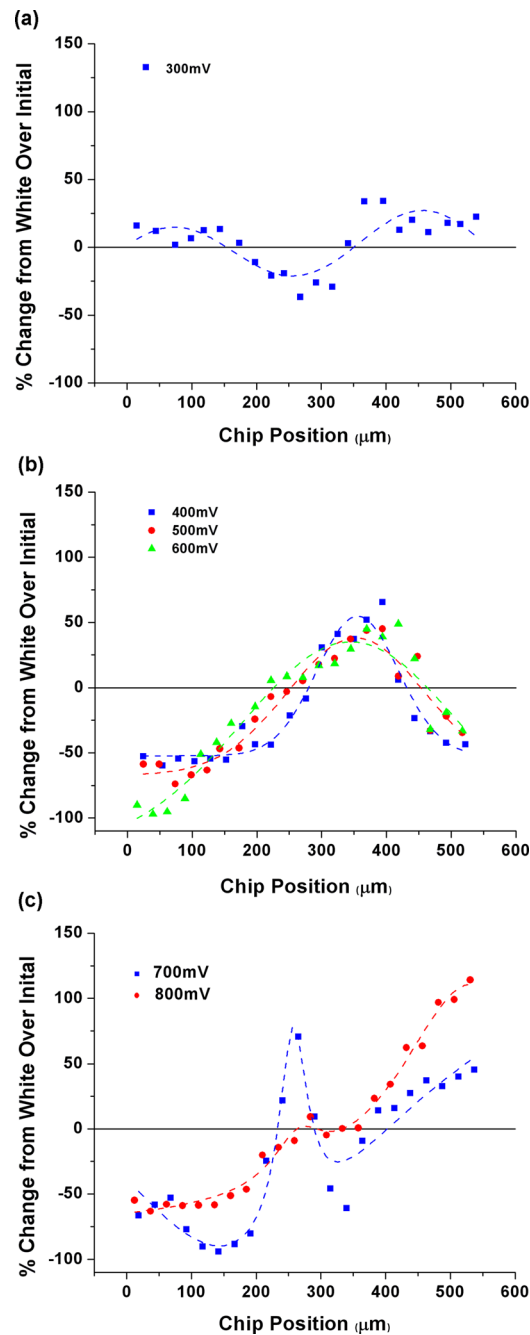 (a)
150
300mV
100
50
0
-50
-100
% Change from White Over Initial
0 100 200 300 400 500 600
Chip Position (μm)
(b)
150
400mV
500mV
600mV
100
50
0
-50
-100
% Change from White Over Initial
0 100 200 300 400 500 600
Chip Position (μm)
(c)
150
700mV
800mV
100
50
0
-50
-100
% Change from White Over Inital
0 100 200 300 400 500 600
Chip Position (μm)